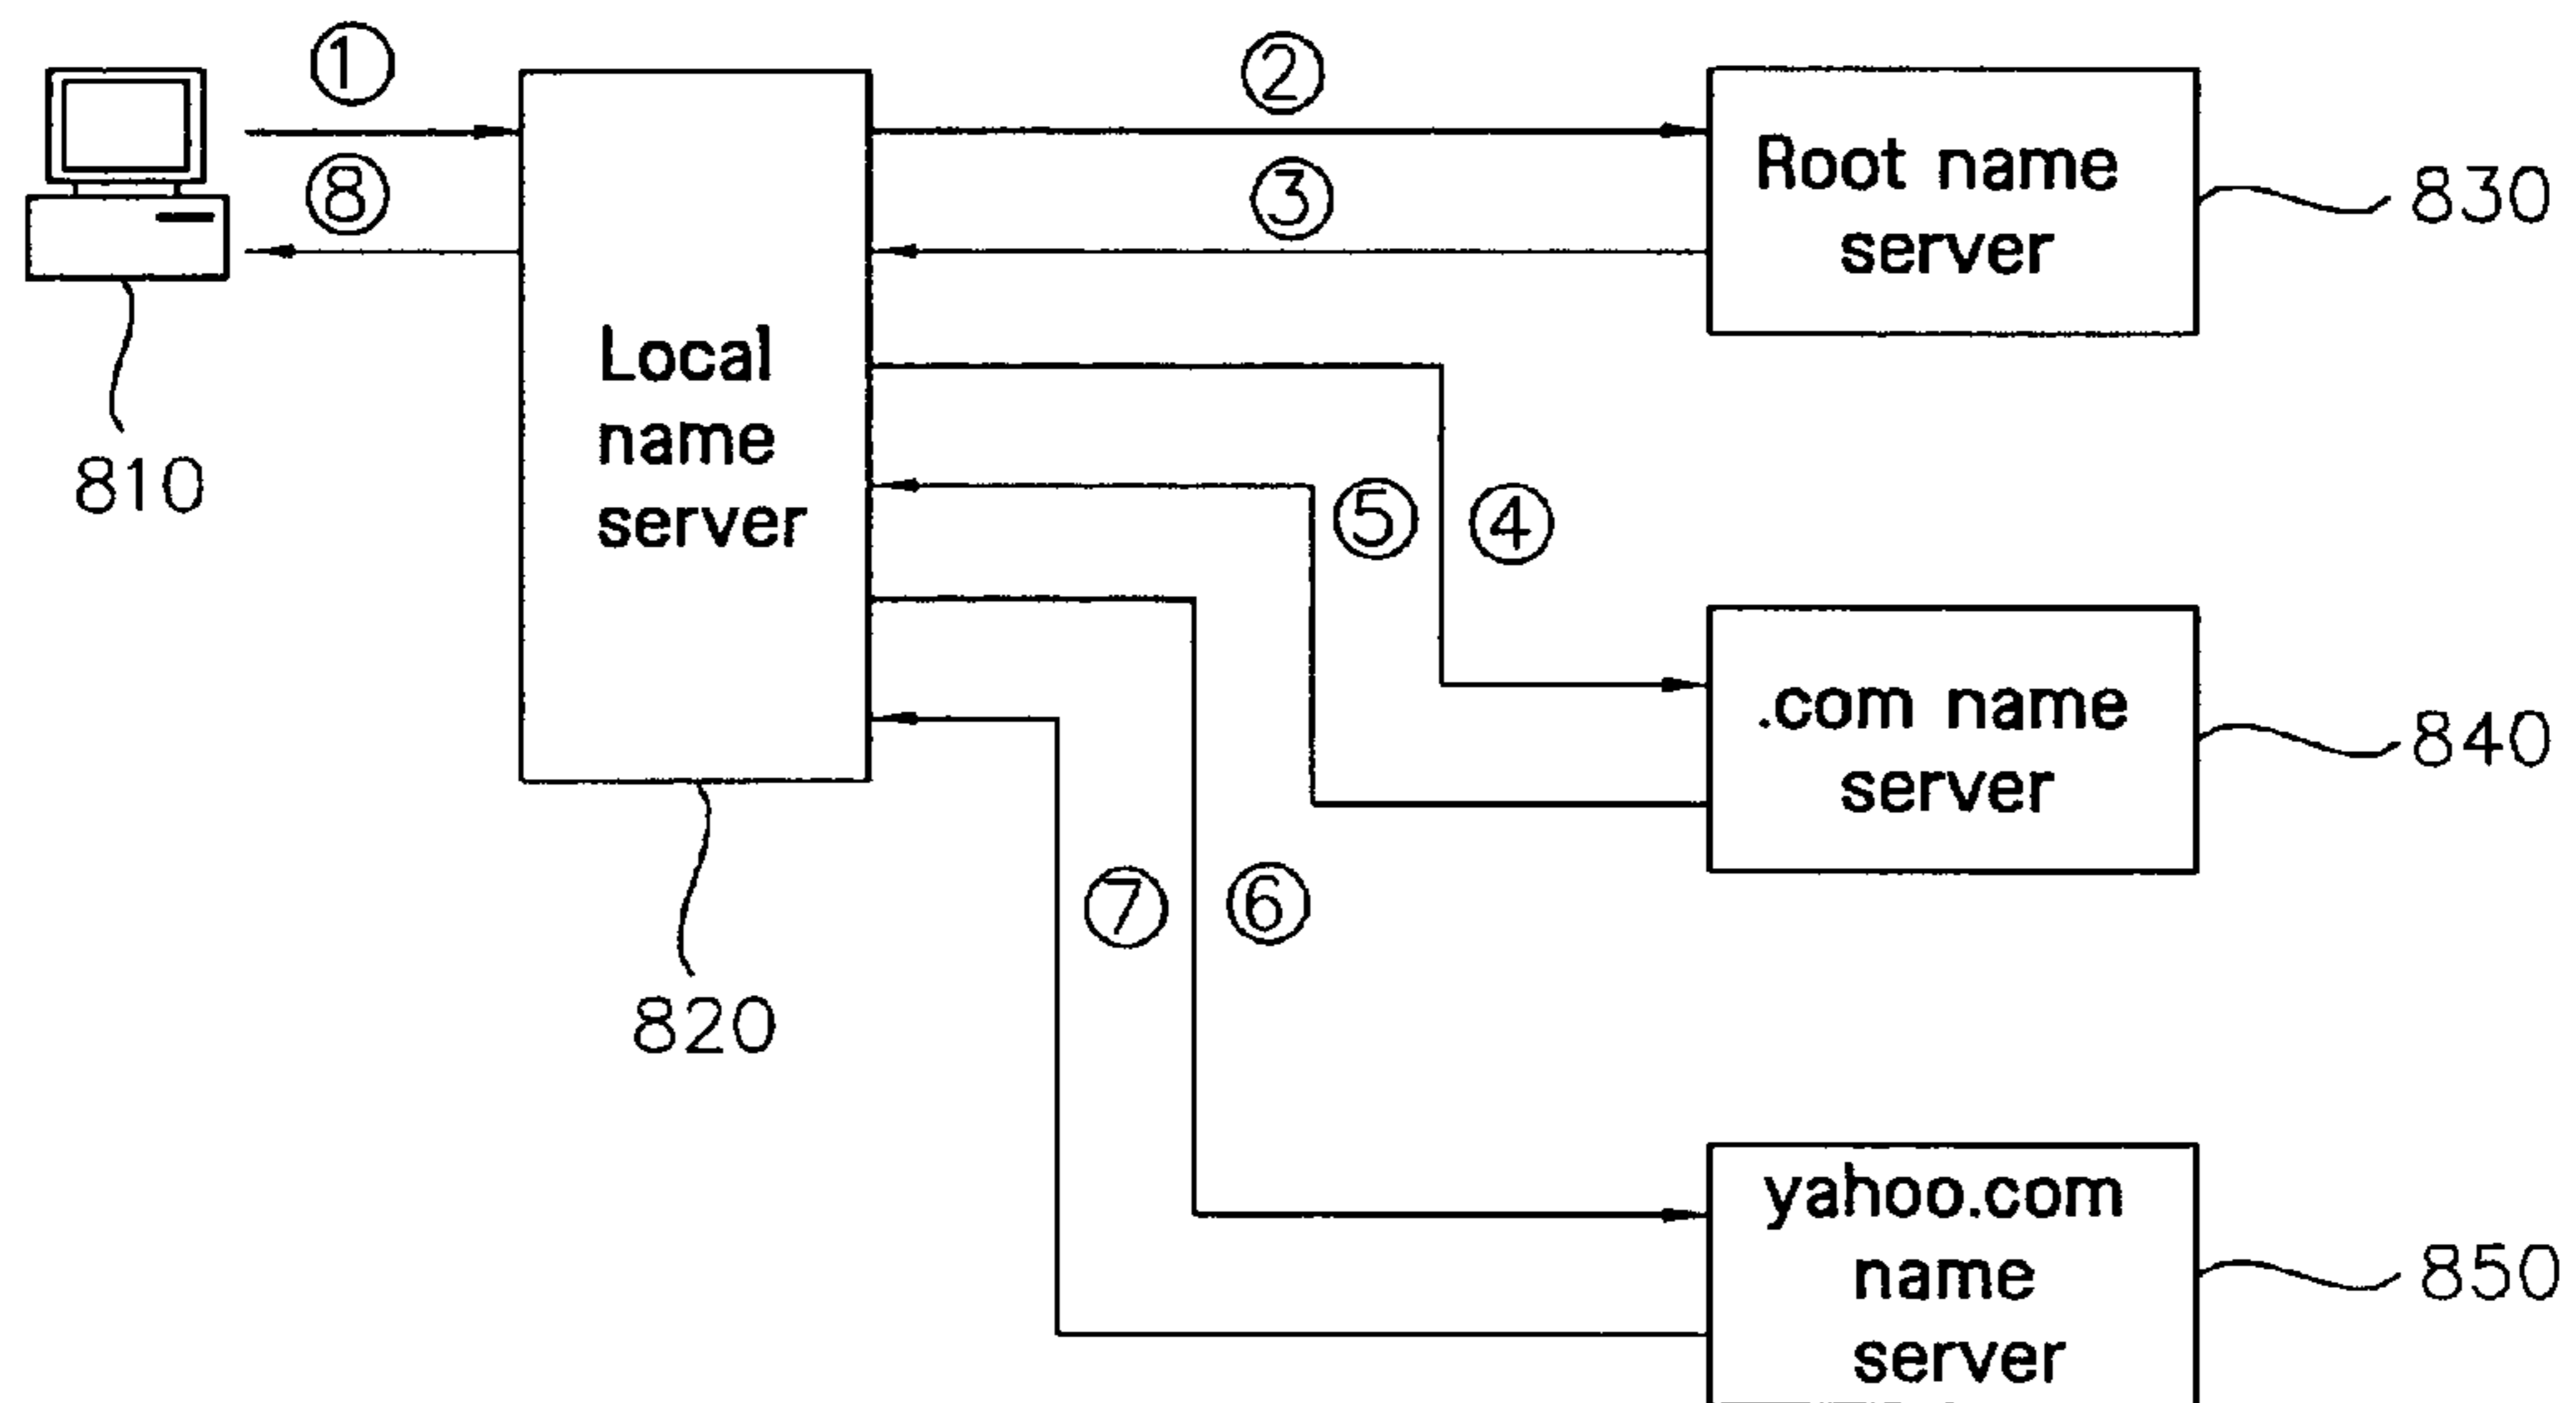 ①
②
⑧
③
Root name
server
830
Local
name
server
810
⑤
④
.com name
server
840
⑦
⑥
820
yahoo.com
name
server
850